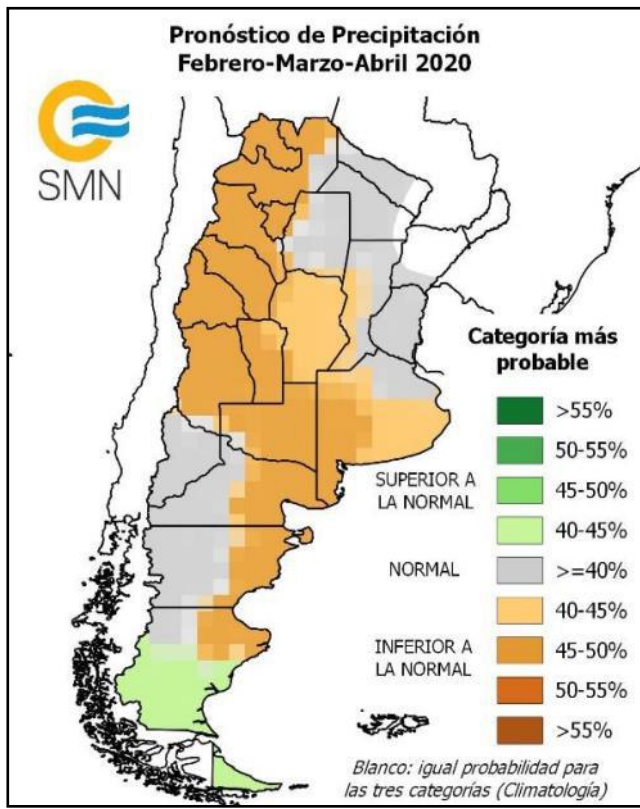 Pronóstico de Precipitación
Febrero-Marzo-Abril 2020
SMN
Categoría más
probable
>55%
50-55%
45-50%
SUPERIOR A
LA NORMAL
40-45%
NORMAL
>=40%
40-45%
INFERIOR A
LA NORMAL
45-50%
50-55%
>55%
Blanco: igual probabilidad para
las tres categorías (Climatología)